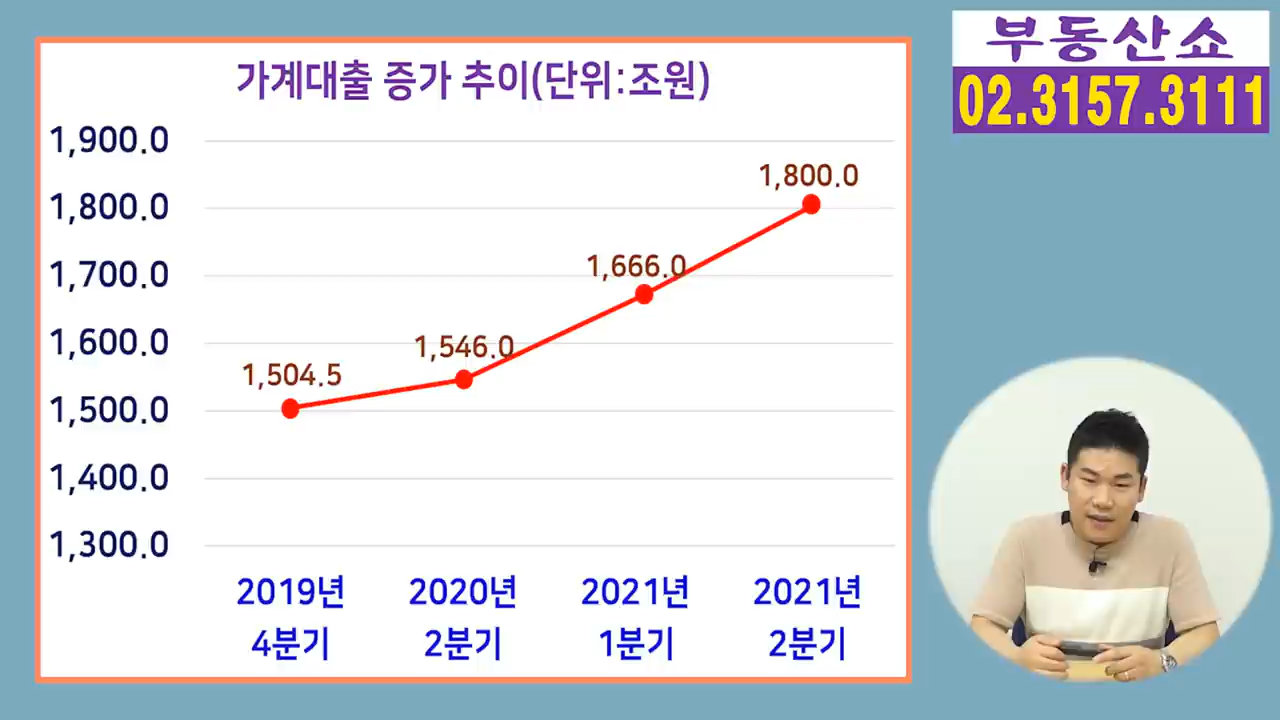 부동산쇼
02.3157.3111
가계대출 증가 추이(단위:조원)
1,900.0
1,800.0
1,700.0
1,600.0
1,500.0
1,400.0
1,300.0
1,504.5
1,546.0
1,666.0
1,800.0
2019년 4분기
2020년 2분기
2021년 1분기
2021년 2분기